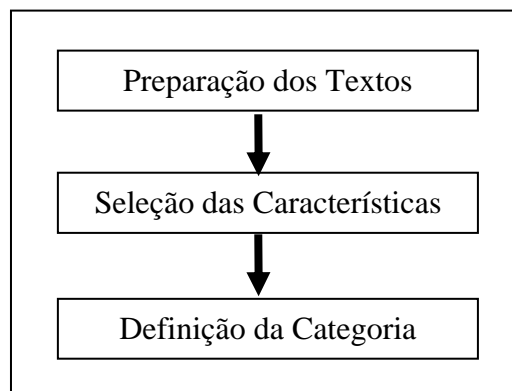 Preparação dos Textos
Seleção das Características
Definição da Categoria